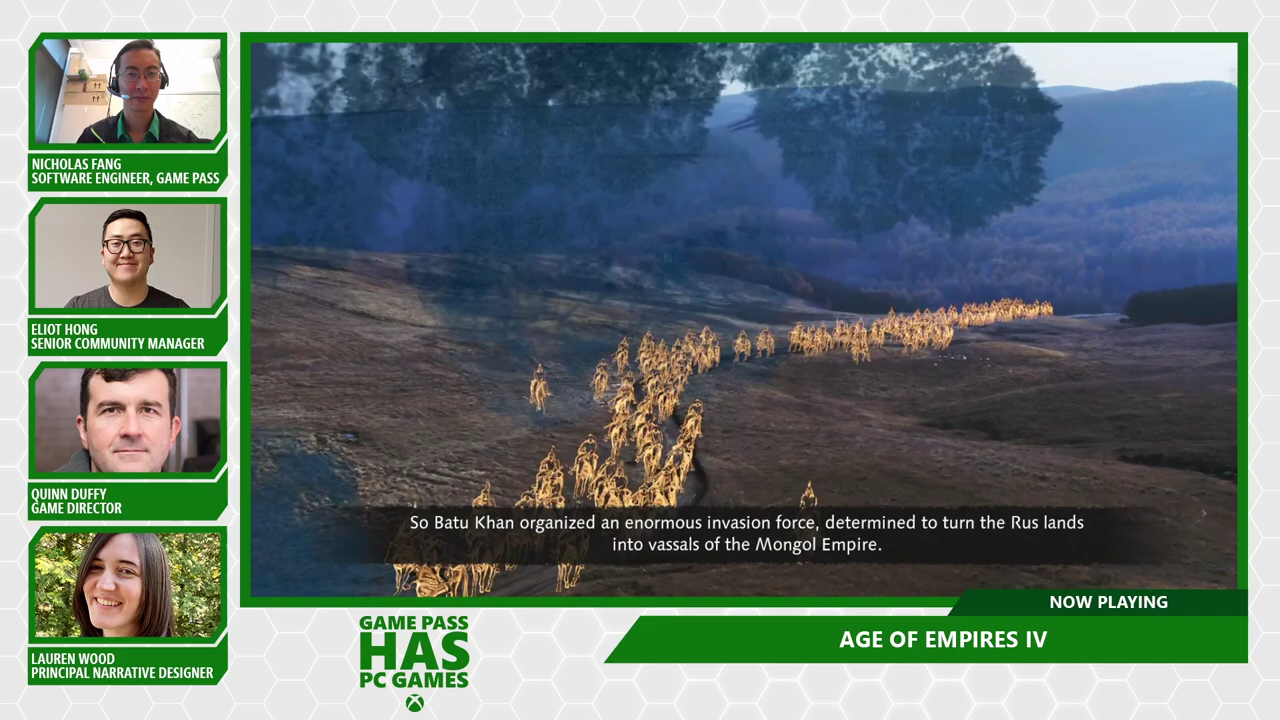 NICHOLAS FANG
SOFTWARE ENGINEER, GAME PASS
ELIOT HONG
SENIOR COMMUNITY MANAGER
QUINN DUFFY
GAME DIRECTOR
LAUREN WOOD
PRINCIPAL NARRATIVE DESIGNER
So Batu Khan organized an enormous invasion force, determined to turn the Rus lands
into vassals of the Mongol Empire.
NOW PLAYING
AGE OF EMPIRES IV
GAME PASS
HAS
PC GAMES